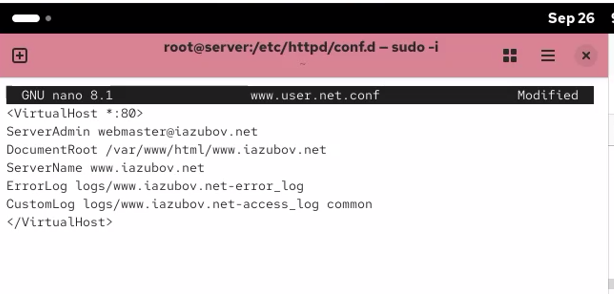 Sep 26
root@server:/etc/httpd/conf.d — sudo -i
~
GNU nano 8.1 www.user.net.conf Modified
<VirtualHost *:80>
ServerAdmin webmaster@iazubov.net
DocumentRoot /var/www/html/www.iazubov.net
ServerName www.iazubov.net
ErrorLog logs/www.iazubov.net-error_log
CustomLog logs/www.iazubov.net-access_log common
</VirtualHost>